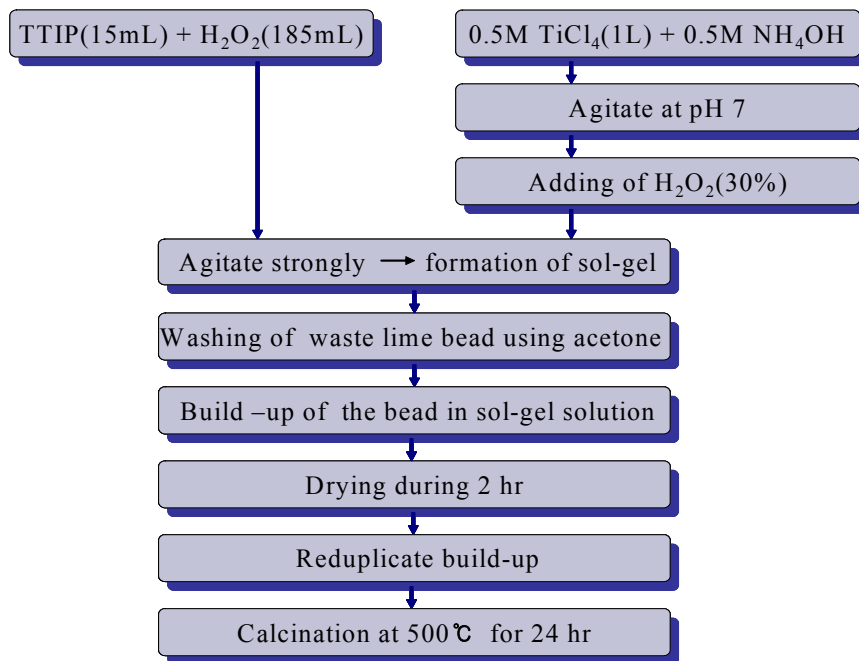 TTIP(15mL) + H₂O₂(185mL)
0.5M TiCl₄(1L) + 0.5M NH₄OH
Agitate at pH 7
Adding of H₂O₂(30%)
Agitate strongly → formation of sol-gel
Washing of waste lime bead using acetone
Build –up of the bead in sol-gel solution
Drying during 2 hr
Reduplicate build-up
Calcination at 500℃ for 24 hr